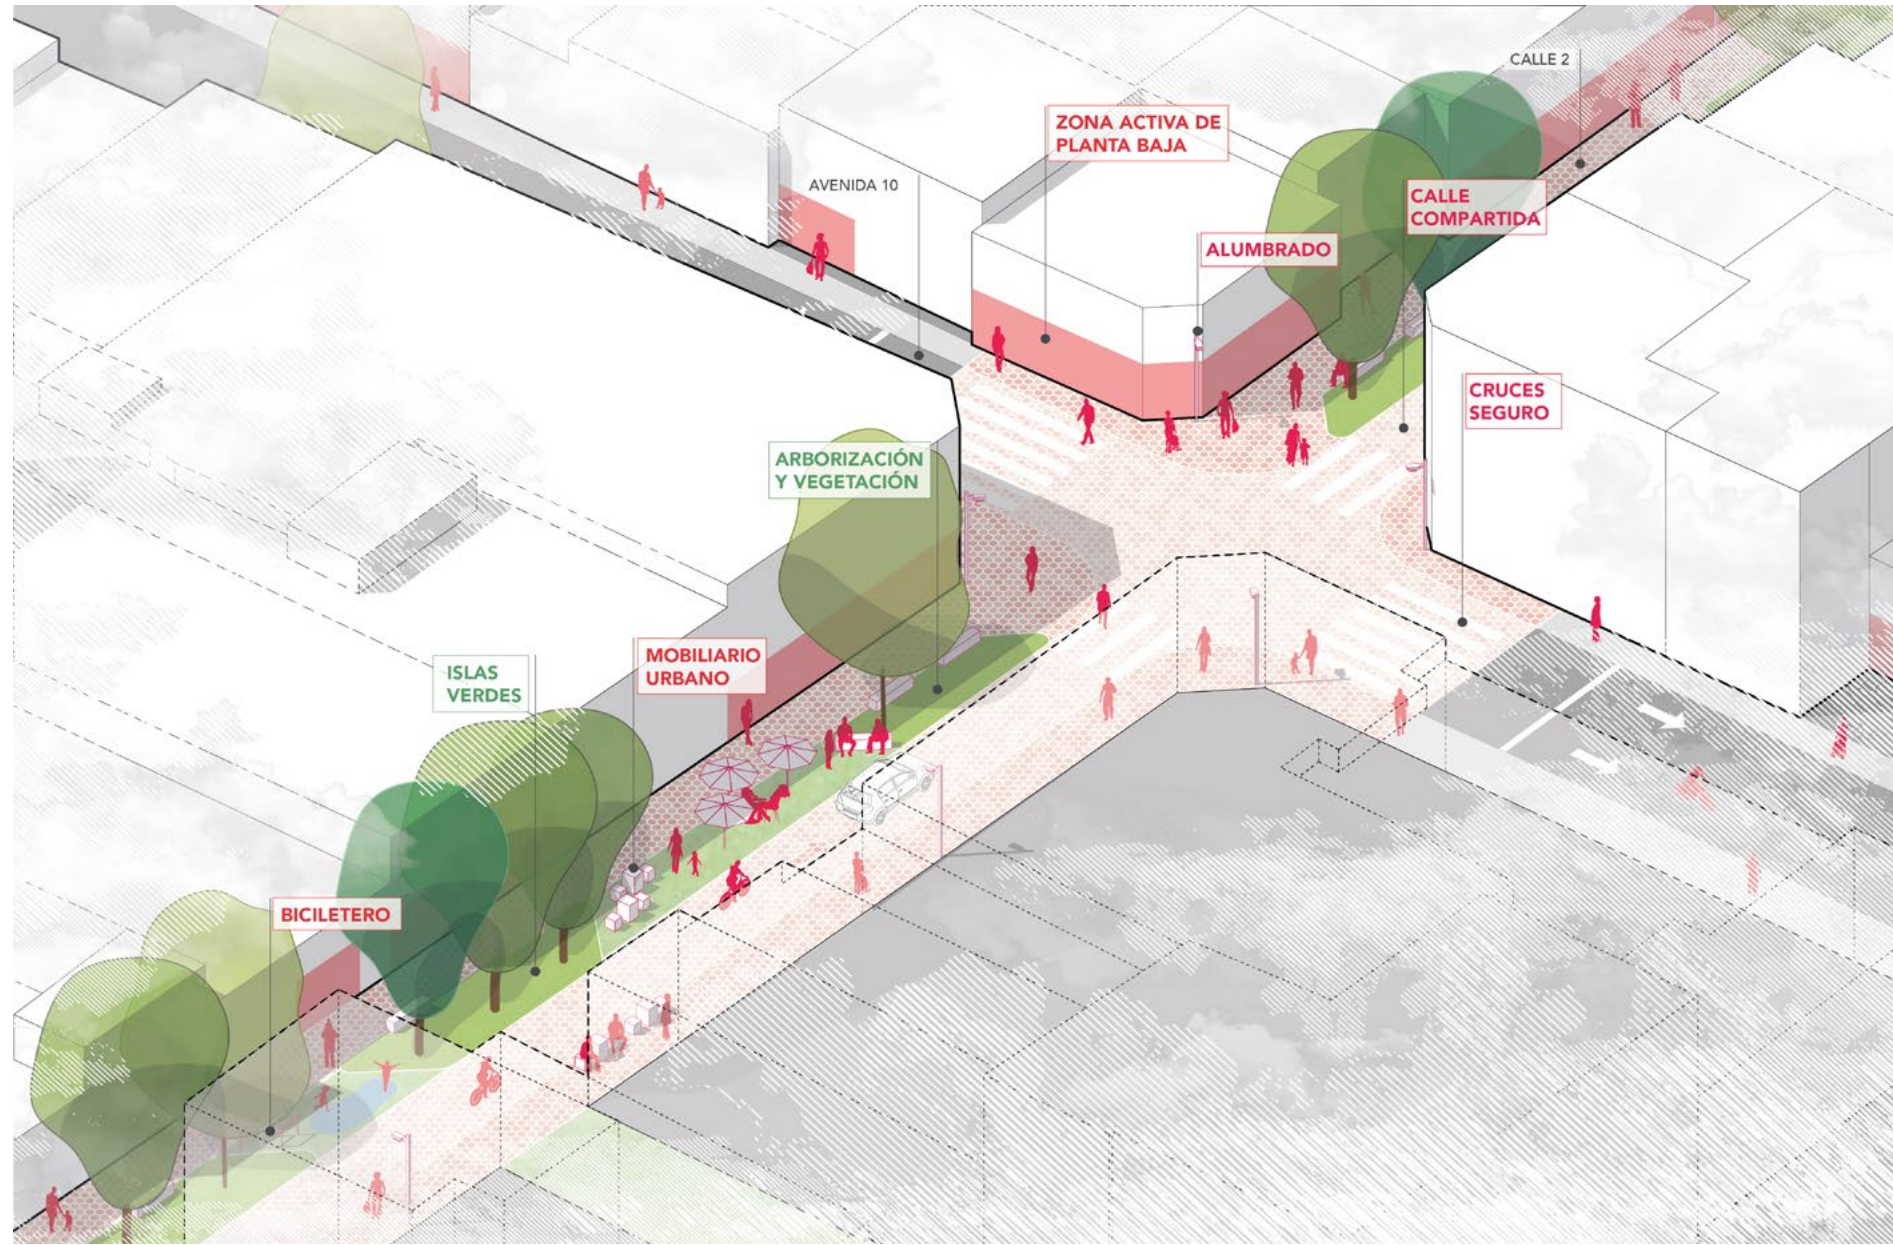 CALLE 2
ZONA ACTIVA DE
PLANTA BAJA
AVENIDA 10
CALLE
COMPARTIDA
ALUMBRADO
CRUCES
SEGURO
ARBORIZACIÓN
Y VEGETACIÓN
MOBILIARIO
URBANO
ISLAS
VERDES
BICILETERO